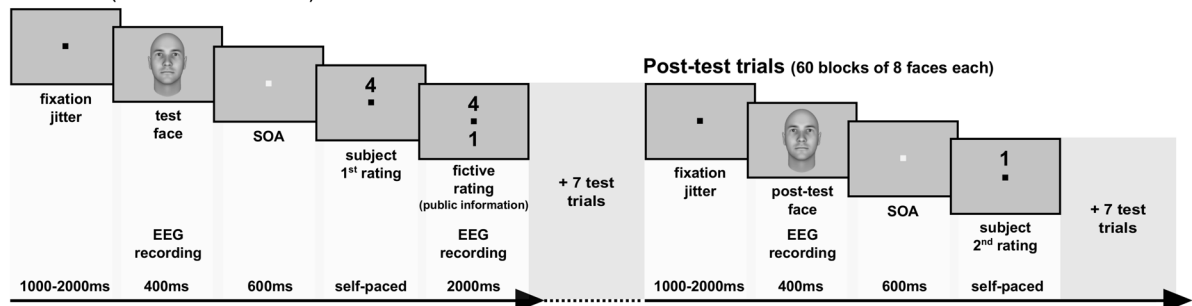 4
4
1
fixation
jitter
test
face
SOA
subject
1st rating
fictive
rating
(public information)
+ 7 test
trials
EEG
recording
EEG
recording
1000-2000ms
400ms
600ms
self-paced
2000ms
Post-test trials (60 blocks of 8 faces each)
1
fixation
jitter
post-test
face
SOA
subject
2nd rating
+ 7 test
trials
EEG
recording
1000-2000ms
400ms
600ms
self-paced